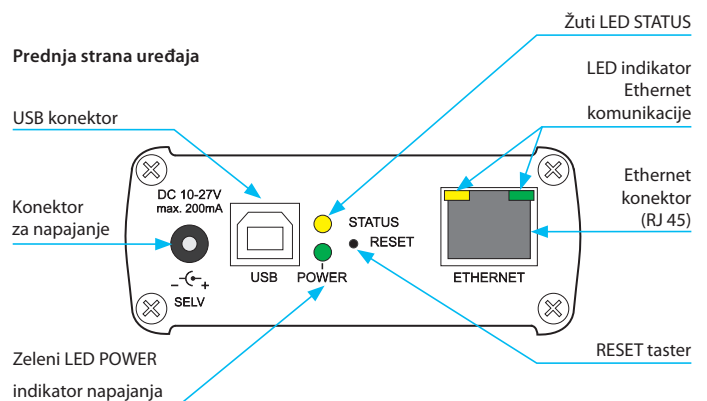 Žuti LED STATUS
Prednja strana uređaja
LED indikator
Ethernet
komunikacije
USB konektor
Ethernet
konektor
(RJ 45)
Konektor
za napajanje
DC 10-27V
max. 200mA
STATUS
RESET
USB
POWER
ETHERNET
- +
SELV
RESET taster
Zeleni LED POWER
indikator napajanja